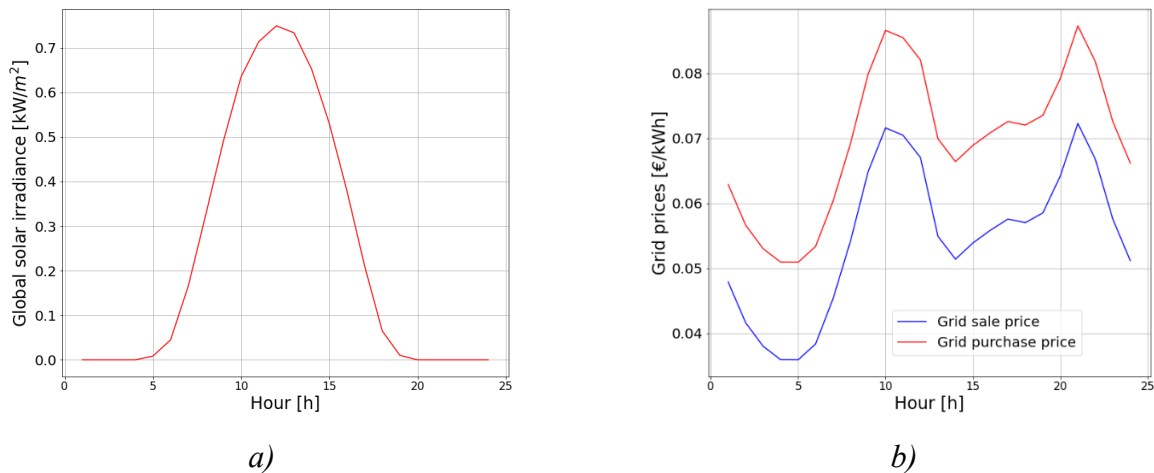 Global solar irradiance [kW/m²]
0.7
0.6
0.5
0.4
0.3
0.2
0.1
0.0
0 5 10 15 20 25
Hour [h]
a)
Grid prices [€/kWh]
0.08
0.07
0.06
0.05
0.04
Grid sale price
Grid purchase price
0 5 10 15 20 25
Hour [h]
b)